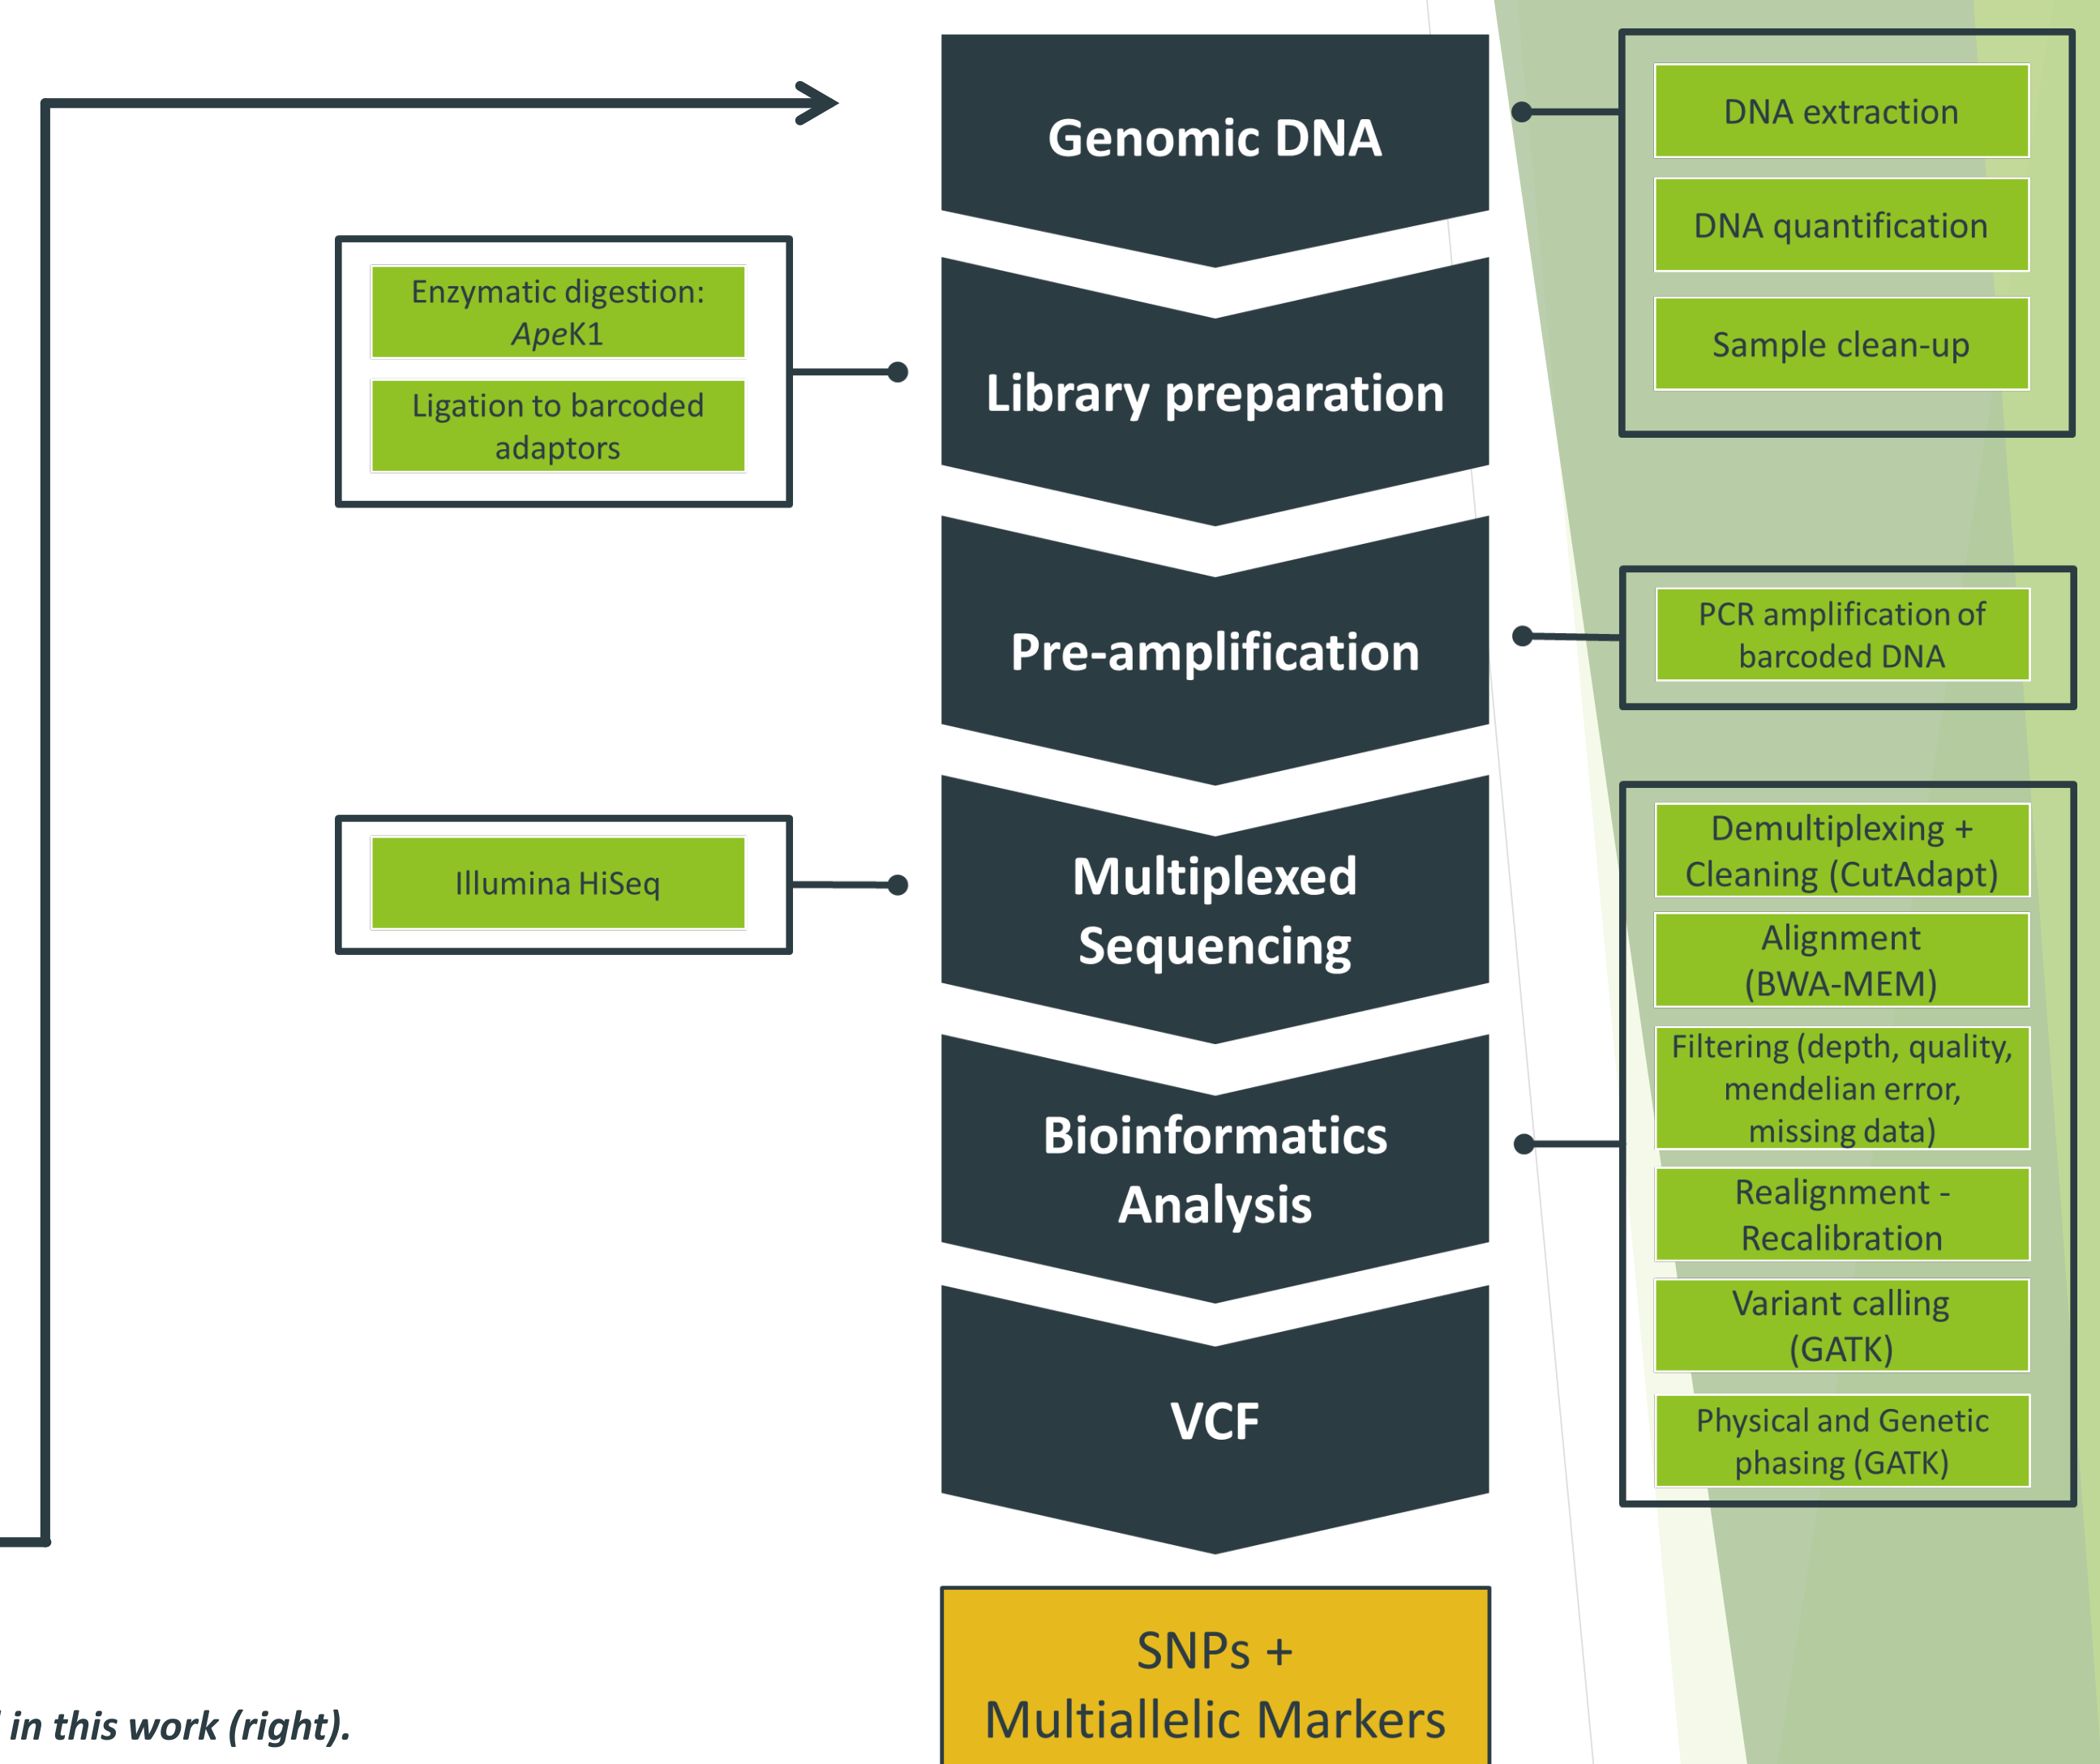 Genomic DNA
DNA extraction
DNA quantification
Sample clean-up
Enzymatic digestion:
ApeK1
Ligation to barcoded
adaptors
Library preparation
Pre-amplification
PCR amplification of
barcoded DNA
Illumina HiSeq
Multiplexed
Sequencing
Bioinformatics
Analysis
Demultiplexing +
Cleaning (CutAdapt)
Alignment
(BWA-MEM)
Filtering (depth, quality,
mendelian error,
missing data)
Realignment -
Recalibration
Variant calling
(GATK)
Physical and Genetic
phasing (GATK)
VCF
SNPs +
Multiallelic Markers
in this work (right).